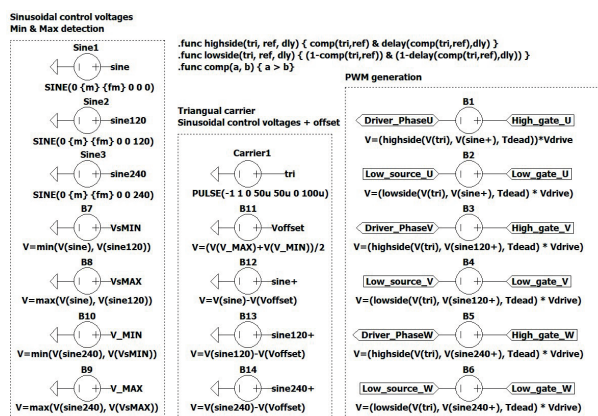 Sinusoidal control voltages
Min & Max detection
Sine1
sine
SINE(0 {m} {fm} 0 0 0)
Sine2
sine120
SINE(0 {m} {fm} 0 0 120)
Sine3
sine240
SINE(0 {m} {fm} 0 0 240)
B7
VsMIN
V=min(V(sine), V(sine120))
B8
VsMAX
V=max(V(sine), V(sine120))
B10
V_MIN
V=min(V(sine240), V(VsMIN))
B9
V_MAX
V=max(V(sine240), V(VsMAX))
.func highside(tri, ref, dly) { comp(tri,ref) & delay(comp(tri,ref),dly) }
.func lowside(tri, ref, dly) { (1-comp(tri,ref)) & (1-delay(comp(tri,ref),dly)) }
.func comp(a, b) { a > b}
Triangual carrier
Sinusoidal control voltages + offset
Carrier1
tri
PULSE(-1 1 0 50u 50u 0 100u)
B11
Voffset
V=(V(V_MAX)+V(V_MIN))/2
B12
sine+
V=V(sine)-V(Voffset)
B13
sine120+
V=V(sine120)-V(Voffset)
B14
sine240+
V=V(sine240)-V(Voffset)
PWM generation
B1
Driver_PhaseU High_gate_U
V=(highside(V(tri), V(sine+), Tdead))*Vdrive
B2
Low_source_U Low_gate_U
V=(lowside(V(tri), V(sine+), Tdead) * Vdrive)
B3
Driver_PhaseV High_gate_V
V=(highside(V(tri), V(sine120+), Tdead) * Vdrive)
B4
Low_source_V Low_gate_V
V=(lowside(V(tri), V(sine120+), Tdead) * Vdrive)
B5
Driver_PhaseW High_gate_W
V=(highside(V(tri), V(sine240+), Tdead) * Vdrive)
B6
Low_source_W Low_gate_W
V=(lowside(V(tri), V(sine240+), Tdead) * Vdrive)